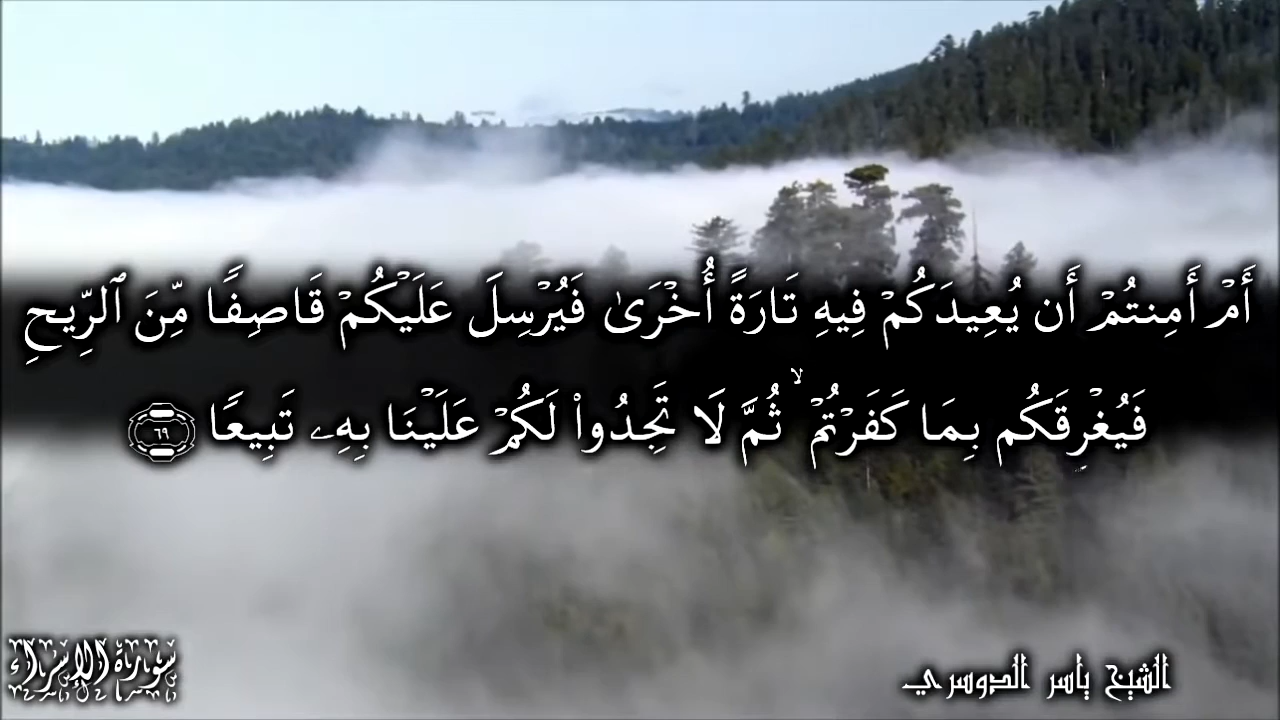 أَمۡ أَمِنتُمۡ أَن يُعِيدَكُمۡ فِيهِ تَارَةً أُخۡرَىٰ فَيُرۡسِلَ عَلَيۡكُمۡ قَاصِفٗا مِّنَ ٱلرِّيحِ
فَيُغۡرِقَكُم بِمَا كَفَرۡتُمۡ ۙ ثُمَّ لَا تَجِدُواْ لَكُمۡ عَلَيۡنَا بِهِۦ تَبِيعٗا ٦٩
الشيخ ياسر الدوسري
سورة الإسراء